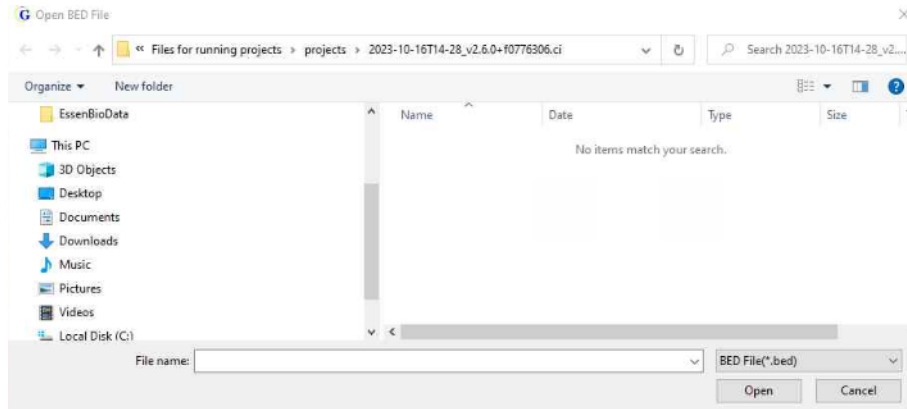 G Open BED File
« Files for running projects › projects › 2023-10-16T14-28_v2.6.0+f0776306.ci
Search 2023-10-16T14-28_v2....
Organize New folder
EssenBioData
Name Date Type Size
This PC
No items match your search.
3D Objects
Desktop
Documents
Downloads
Music
Pictures
Videos
Local Disk (C:)
File name: BED File(*.bed)
Open Cancel